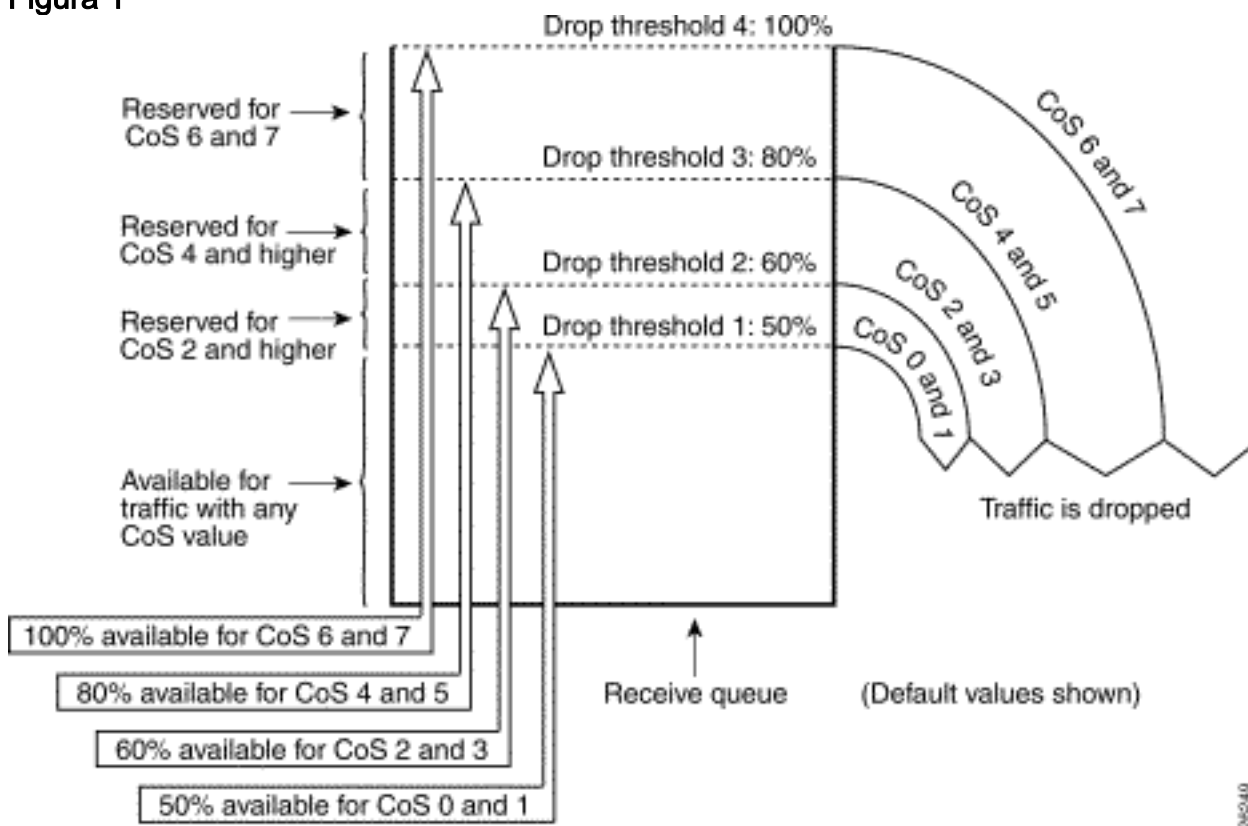 Figura 1
Drop threshold 4: 100%
Reserved for
CoS 6 and 7
Drop threshold 3: 80%
Reserved for
CoS 4 and higher
Drop threshold 2: 60%
Reserved for
CoS 2 and higher
Drop threshold 1: 50%
CoS 6 and 7
CoS 4 and 5
CoS 2 and 3
CoS 0 and 1
Available for
traffic with any
CoS value
Traffic is dropped
100% available for CoS 6 and 7
80% available for CoS 4 and 5
Receive queue
(Default values shown)
60% available for CoS 2 and 3
50% available for CoS 0 and 1